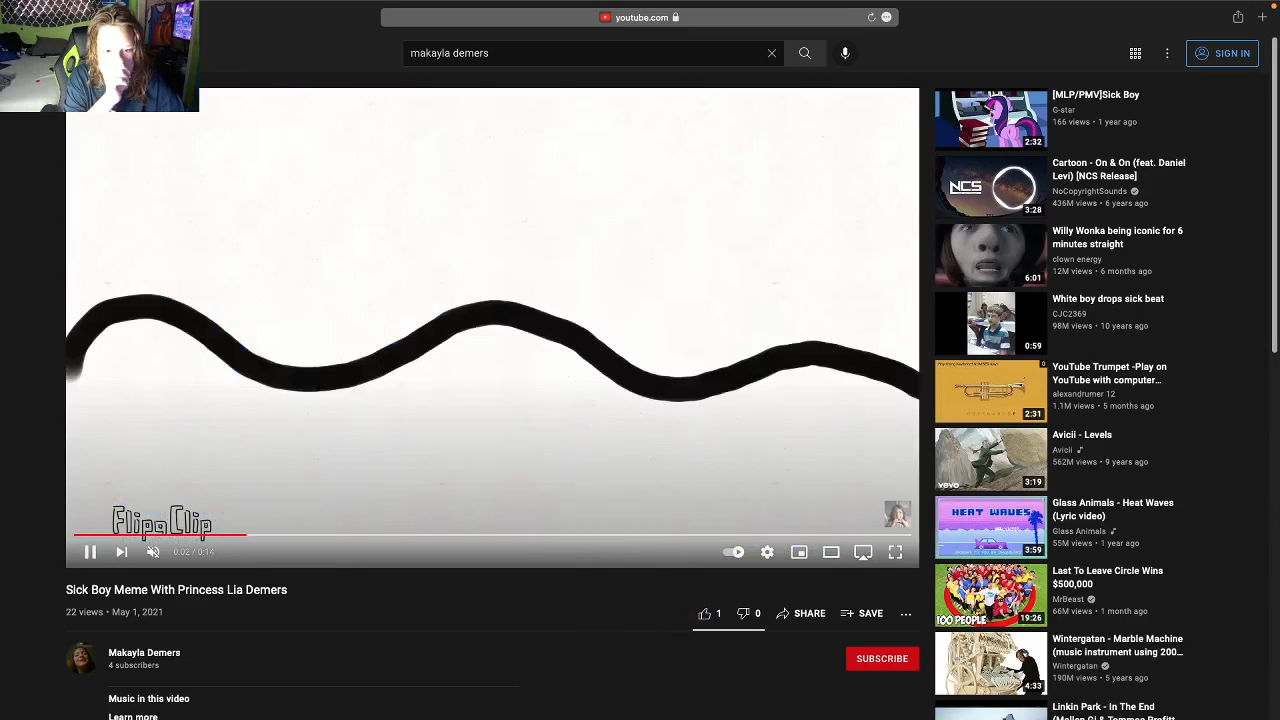 youtube.com
makayla demers
SIGN IN
FlipaClip
0:02 / 0:14
Sick Boy Meme With Princess Lia Demers
22 views • May 1, 2021
1
0
SHARE
SAVE
Makayla Demers
4 subscribers
SUBSCRIBE
Music in this video
Learn more
[MLP/PMV]Sick Boy
G-star
166 views • 1 year ago
2:32
Cartoon - On & On (feat. Daniel
Levi) [NCS Release]
NoCopyrightSounds
436M views • 6 years ago
NCS
3:28
Willy Wonka being iconic for 6
minutes straight
clown energy
12M views • 6 months ago
6:01
White boy drops sick beat
CJC2369
98M views • 10 years ago
0:59
YouTube Trumpet -Play on
YouTube with computer…
alexandrumer 12
1.1M views • 5 months ago
2:31
Avicii - Levels
Avicii
562M views • 9 years ago
vevo
3:19
Glass Animals - Heat Waves
(Lyric video)
Glass Animals
55M views • 1 year ago
HEAT WAVES
3:59
Last To Leave Circle Wins
$500,000
MrBeast
66M views • 1 month ago
100 PEOPLE
19:26
Wintergatan - Marble Machine
(music instrument using 200…
Wintergatan
190M views • 5 years ago
4:33
Linkin Park - In The End